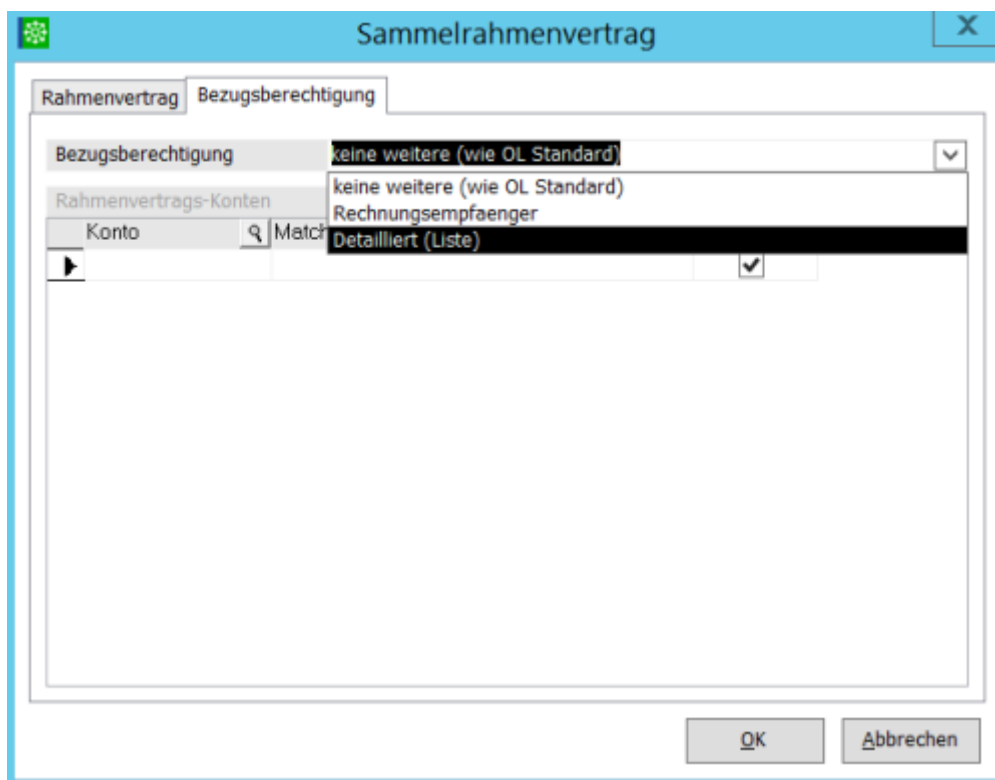 Sammelrahmenvertrag
X
Rahmenvertrag Bezugsberechtigung
Bezugsberechtigung keine weitere (wie OL Standard)
keine weitere (wie OL Standard)
Rahmenvertrags-Konten
Rechnungsempfaenger
Konto Match
Detailliert (Liste)
OK Abbrechen